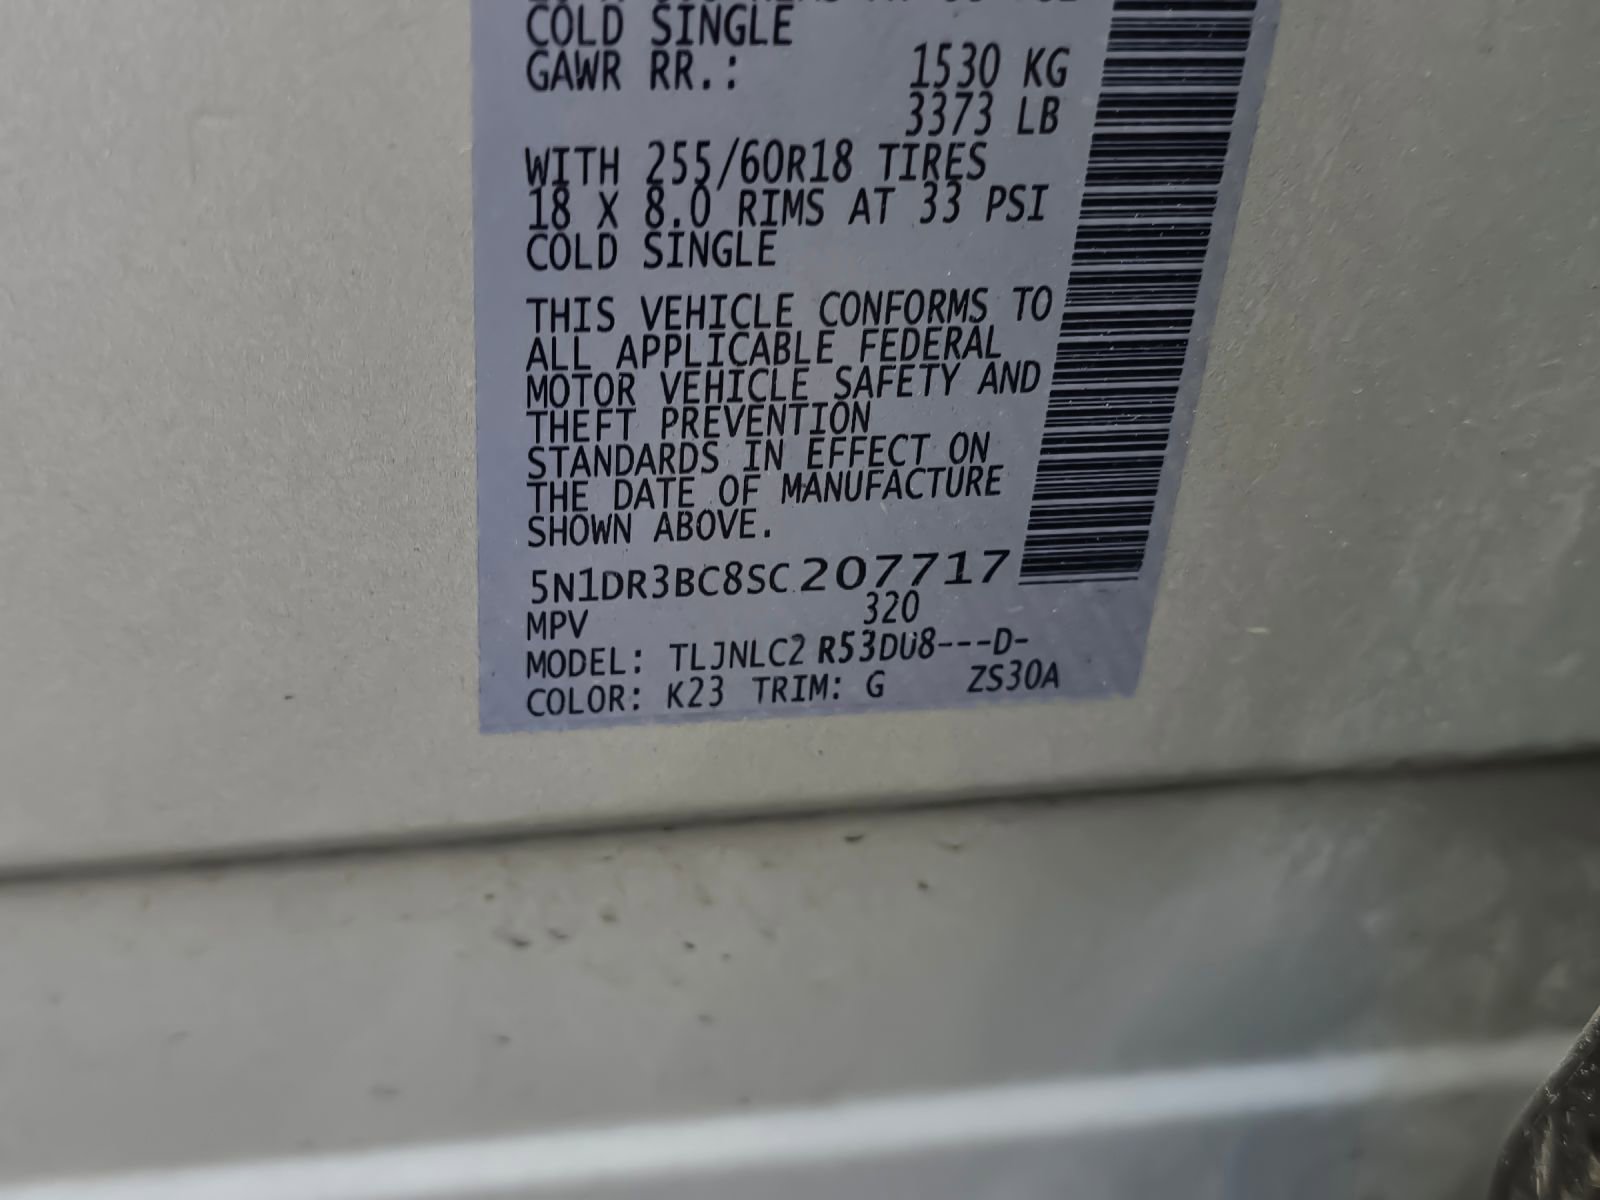 COLD SINGLE
GAWR RR.: 1530 KG
3373 LB
WITH 255/60R18 TIRES
18 X 8.0 RIMS AT 33 PSI
COLD SINGLE
THIS VEHICLE CONFORMS TO
ALL APPLICABLE FEDERAL
MOTOR VEHICLE SAFETY AND
THEFT PREVENTION
STANDARDS IN EFFECT ON
THE DATE OF MANUFACTURE
SHOWN ABOVE.
5N1DR3BC8SC207717
MPV 320
MODEL: TLJNLC2 R53DU8---D-
COLOR: K23 TRIM: G ZS30A